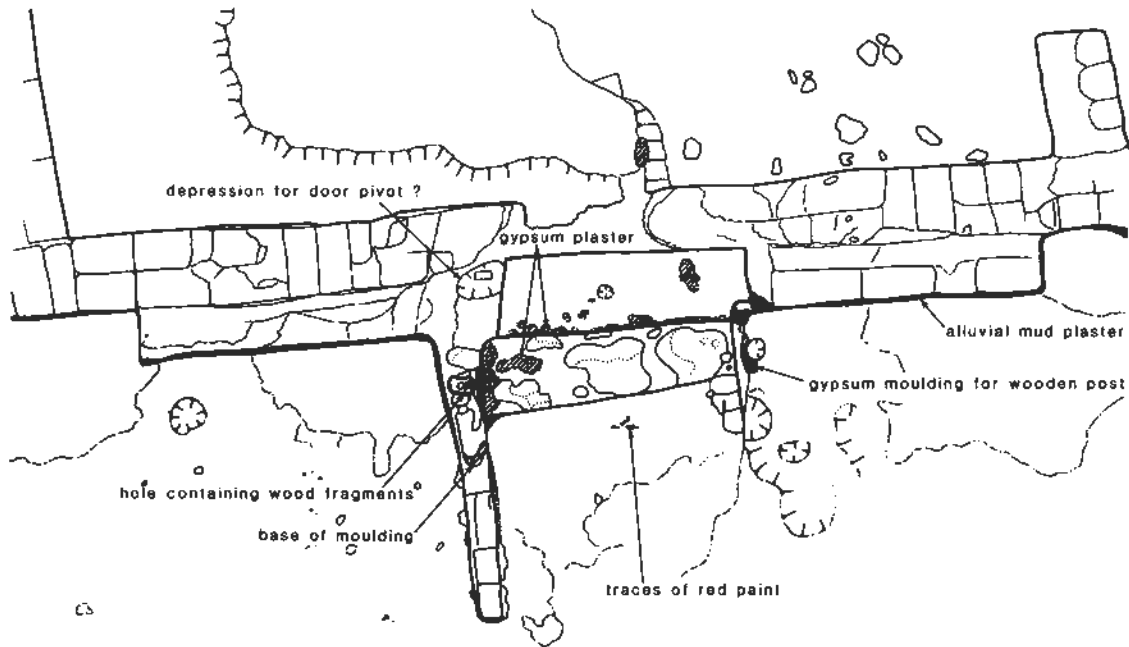 depression for door pivot ?
gypsum plaster
alluvial mud plaster
gypsum moulding for wooden post
hole containing wood fragments
base of moulding
traces of red paint